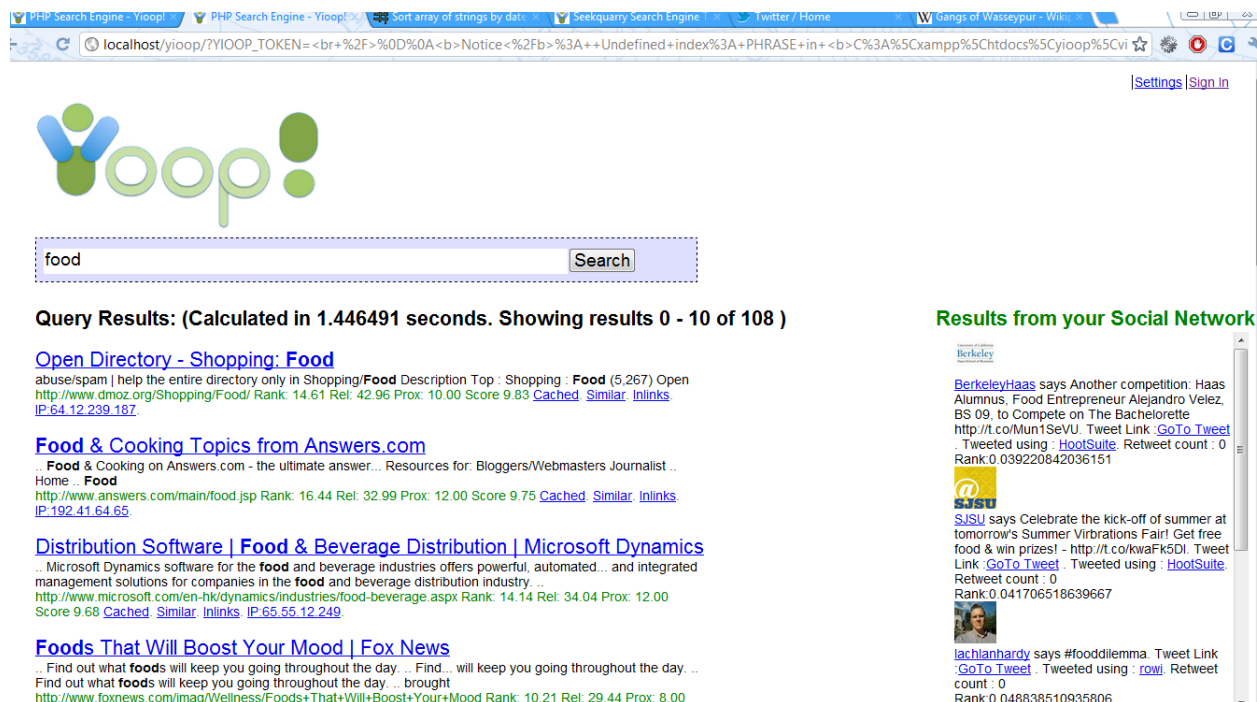 PHP Search Engine - Yioop!
PHP Search Engine - Yioop!
Sort array of strings by date
Seekquarry Search Engine T
Twitter / Home
Gangs of Wasseypur - Wikip
localhost/yioop/?YIOOP_TOKEN=<br+%2F>%0D%0A<b>Notice<%2Fb>%3A++Undefined+index%3A+PHRASE+in+<b>C%3A%5Cxampp%5Chtdocs%5Cyioop%5Cvi
|Settings |Sign In
Yioop!
food
Search
Query Results: (Calculated in 1.446491 seconds. Showing results 0 - 10 of 108 )
Open Directory - Shopping: Food
abuse/spam | help the entire directory only in Shopping/Food Description Top : Shopping : Food (5,267) Open
http://www.dmoz.org/Shopping/Food/ Rank: 14.61 Rel: 42.96 Prox: 10.00 Score 9.83 Cached. Similar. Inlinks.
IP:64.12.239.187.
Food & Cooking Topics from Answers.com
.. Food & Cooking on Answers.com - the ultimate answer... Resources for: Bloggers/Webmasters Journalist ..
Home .. Food
http://www.answers.com/main/food.jsp Rank: 16.44 Rel: 32.99 Prox: 12.00 Score 9.75 Cached. Similar. Inlinks.
IP:192.41.64.65.
Distribution Software | Food & Beverage Distribution | Microsoft Dynamics
.. Microsoft Dynamics software for the food and beverage industries offers powerful, automated... and integrated
management solutions for companies in the food and beverage distribution industry. ..
http://www.microsoft.com/en-hk/dynamics/industries/food-beverage.aspx Rank: 14.14 Rel: 34.04 Prox: 12.00
Score 9.68 Cached. Similar. Inlinks. IP:65.55.12.249.
Foods That Will Boost Your Mood | Fox News
.. Find out what foods will keep you going throughout the day. .. Find... will keep you going throughout the day. ..
Find out what foods will keep you going throughout the day. .. brought
http://www.foxnews.com/imag/Wellness/Foods+That+Will+Boost+Your+Mood Rank: 10.21 Rel: 29.44 Prox: 8.00
Results from your Social Network
Berkeley
BerkeleyHaas says Another competition: Haas
Alumnus, Food Entrepreneur Alejandro Velez,
BS 09, to Compete on The Bachelorette
http://t.co/Mun1SeVU. Tweet Link :GoTo Tweet
. Tweeted using : HootSuite. Retweet count : 0
Rank:0.039220842036151
SJSU
SJSU says Celebrate the kick-off of summer at
tomorrow's Summer Virbrations Fair! Get free
food & win prizes! - http://t.co/kwaFk5DI. Tweet
Link :GoTo Tweet . Tweeted using : HootSuite.
Retweet count : 0
Rank:0.041706518639667
lachlanhardy says #fooddilemma. Tweet Link
:GoTo Tweet . Tweeted using : rowi. Retweet
count : 0
Rank:0.048838510935806